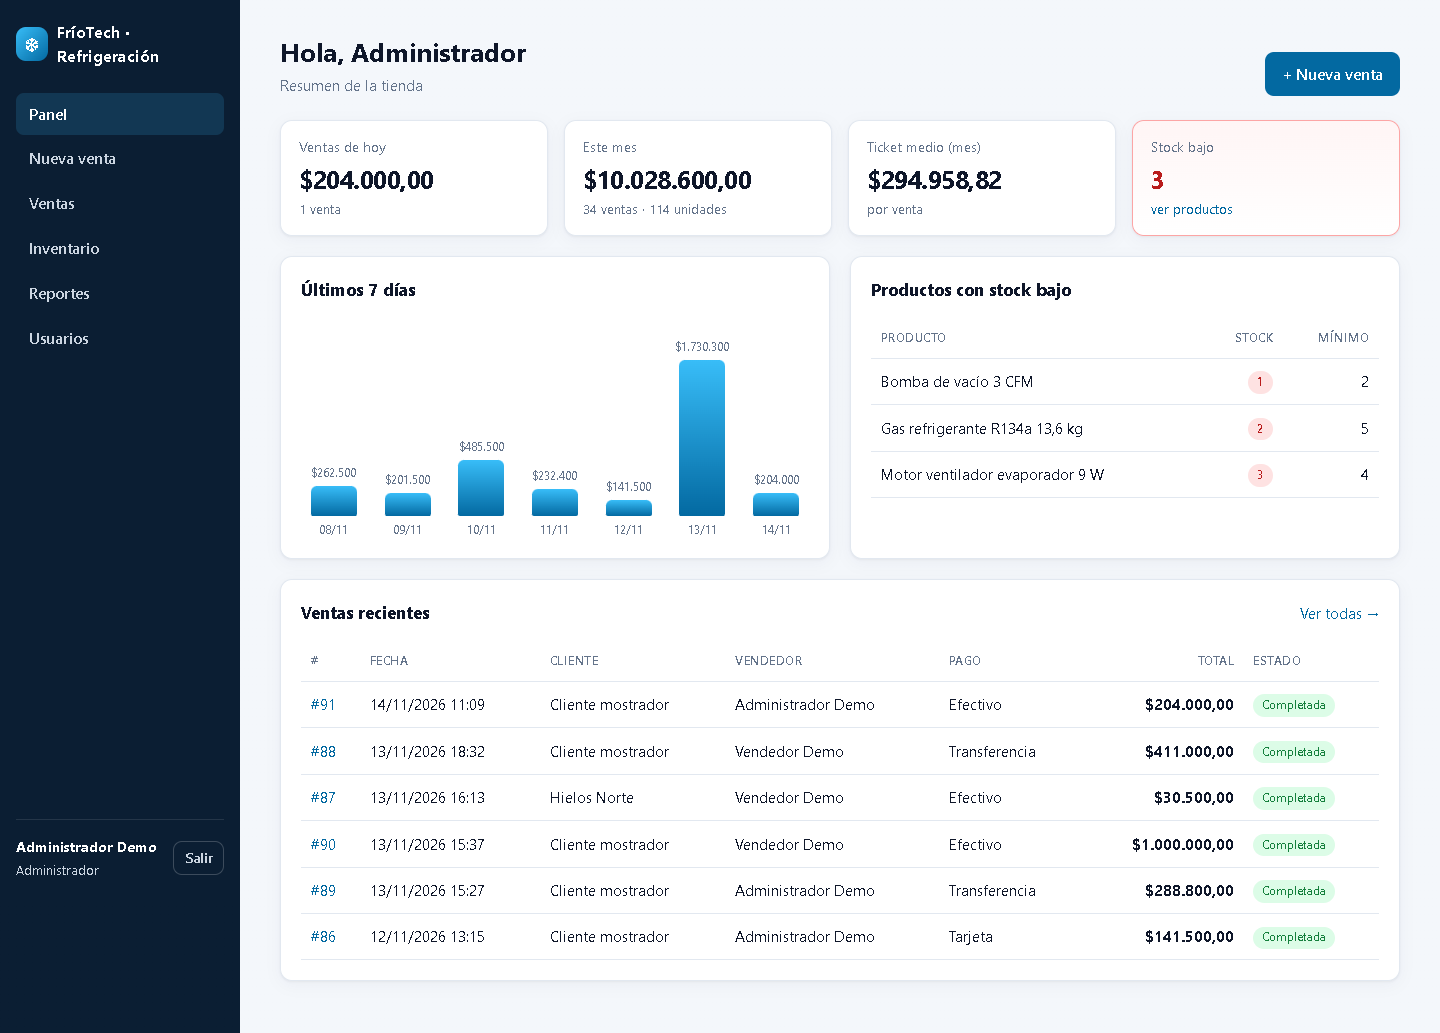 FríoTech ·
Refrigeración
Panel
Nueva venta
Ventas
Inventario
Reportes
Usuarios
Administrador Demo
Administrador
Salir
Hola, Administrador
Resumen de la tienda
+ Nueva venta
Ventas de hoy
$204.000,00
1 venta
Este mes
$10.028.600,00
34 ventas · 114 unidades
Ticket medio (mes)
$294.958,82
por venta
Stock bajo
3
ver productos
Últimos 7 días
$262.500 $201.500 $485.500 $232.400 $141.500 $1.730.300 $204.000
08/11 09/11 10/11 11/11 12/11 13/11 14/11
Productos con stock bajo
PRODUCTO STOCK MÍNIMO
Bomba de vacío 3 CFM 1 2
Gas refrigerante R134a 13,6 kg 2 5
Motor ventilador evaporador 9 W 3 4
Ventas recientes
Ver todas →
# FECHA CLIENTE VENDEDOR PAGO TOTAL ESTADO
#91 14/11/2026 11:09 Cliente mostrador Administrador Demo Efectivo $204.000,00 Completada
#88 13/11/2026 18:32 Cliente mostrador Vendedor Demo Transferencia $411.000,00 Completada
#87 13/11/2026 16:13 Hielos Norte Vendedor Demo Efectivo $30.500,00 Completada
#90 13/11/2026 15:37 Cliente mostrador Vendedor Demo Efectivo $1.000.000,00 Completada
#89 13/11/2026 15:27 Cliente mostrador Administrador Demo Transferencia $288.800,00 Completada
#86 12/11/2026 13:15 Cliente mostrador Administrador Demo Tarjeta $141.500,00 Completada